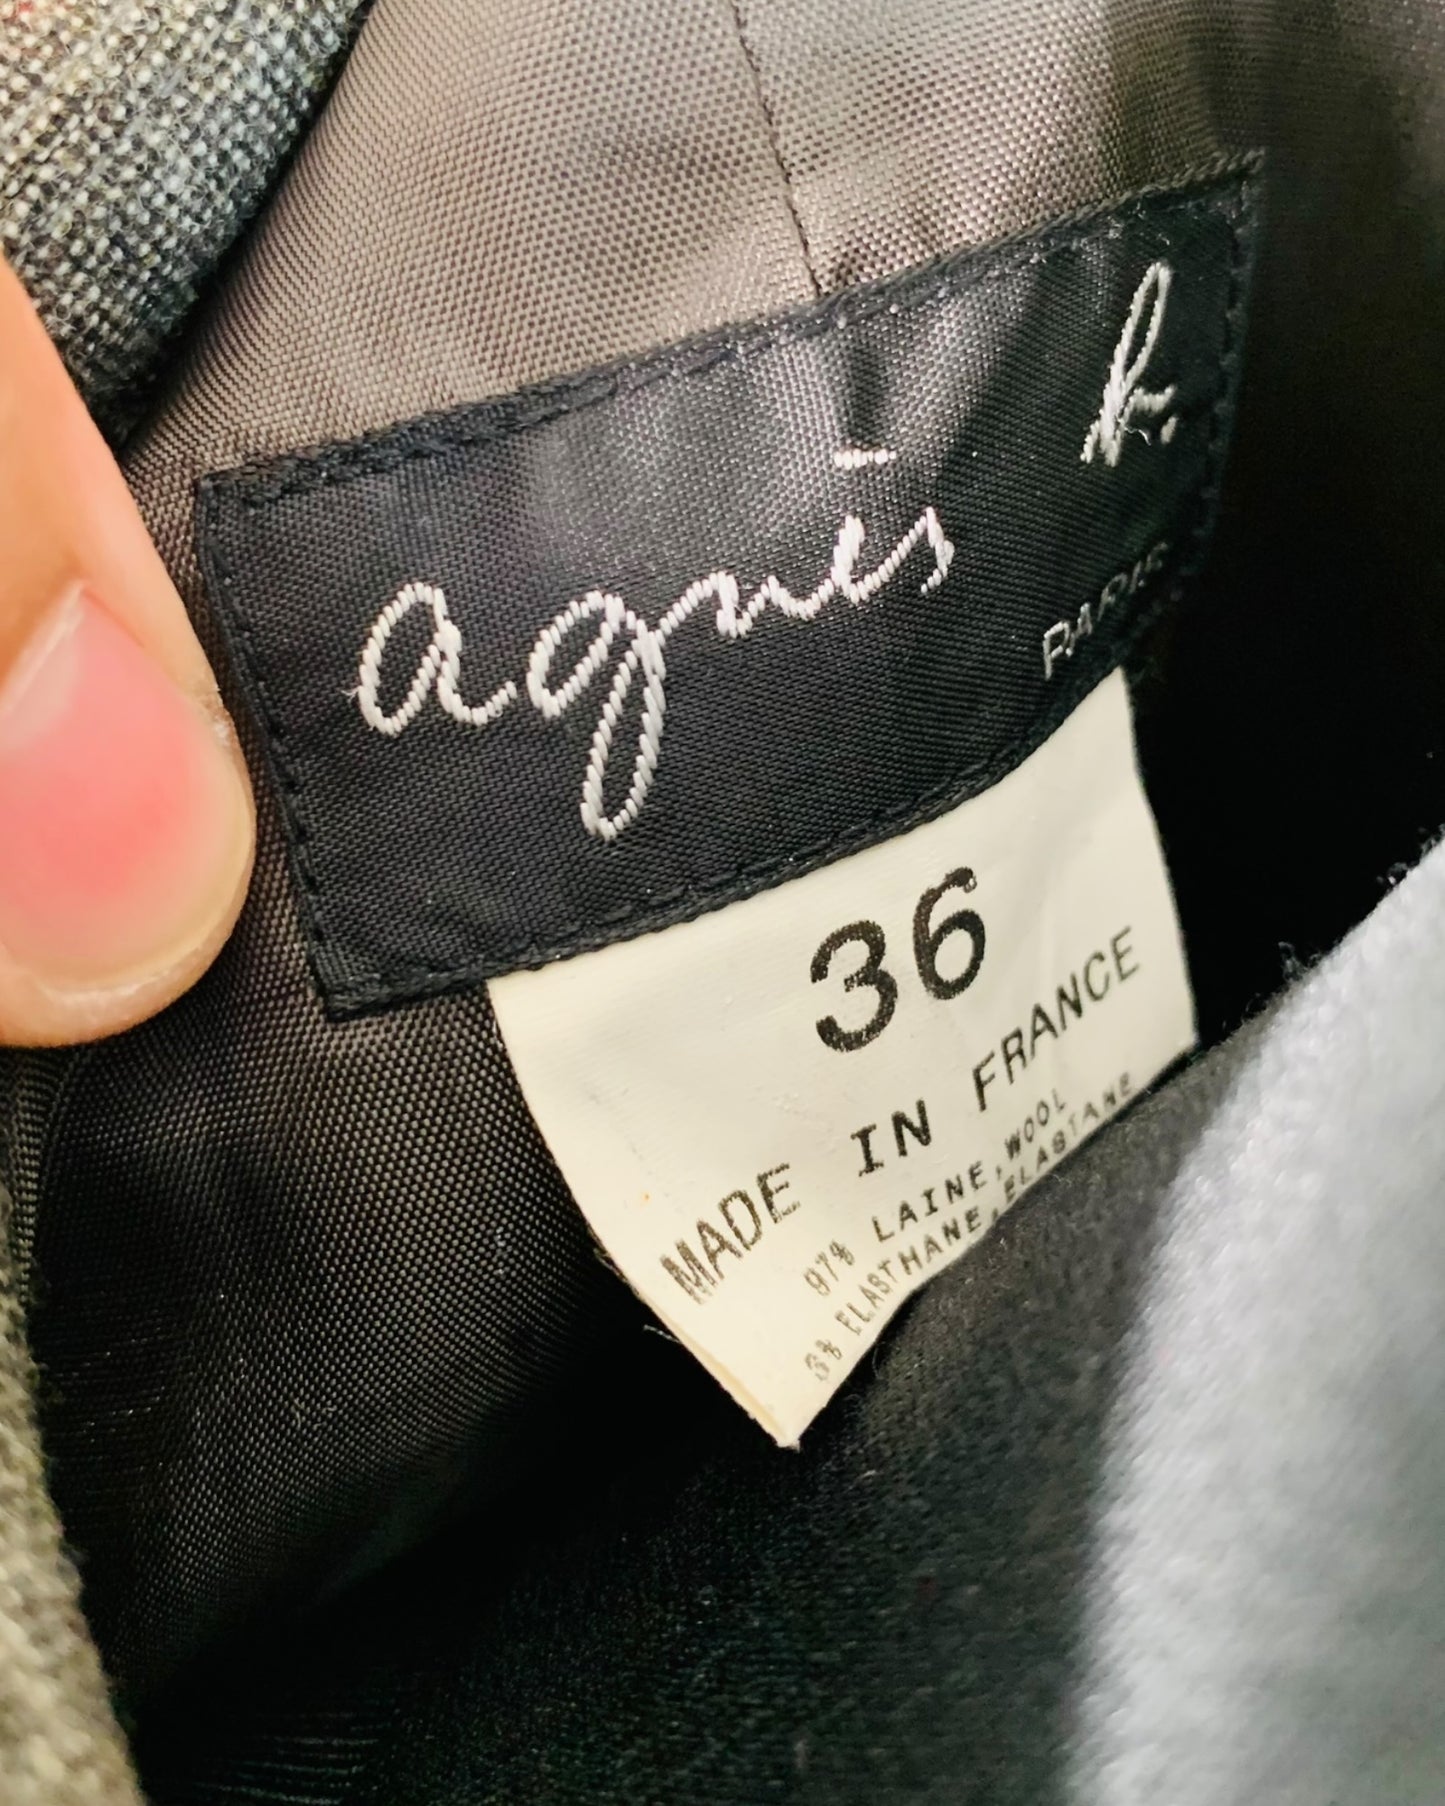 agnès b.
PARIS
36
MADE IN FRANCE
97% LAINE,WOOL
3% ELASTHANE,ELASTANE